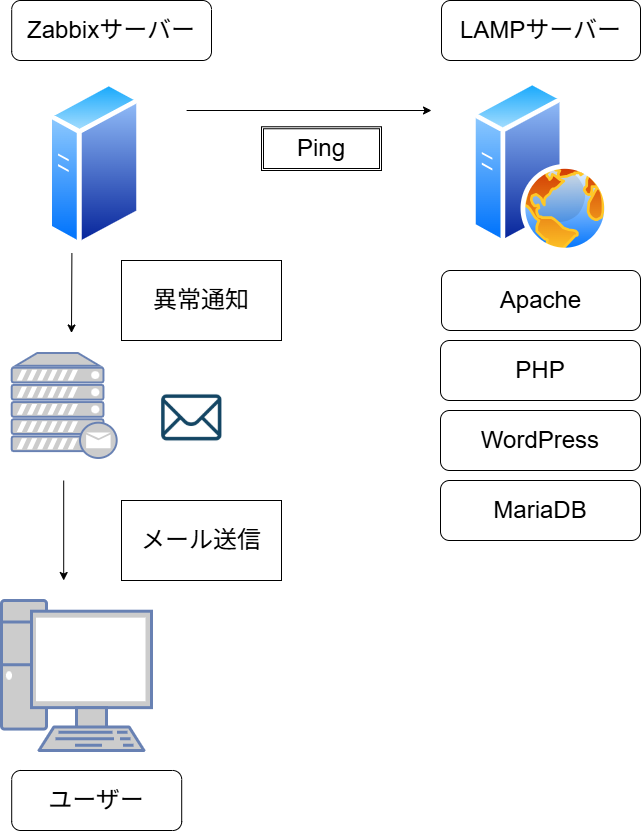 Zabbixサーバー
LAMPサーバー
Ping
異常通知
Apache
PHP
WordPress
MariaDB
メール送信
ユーザー